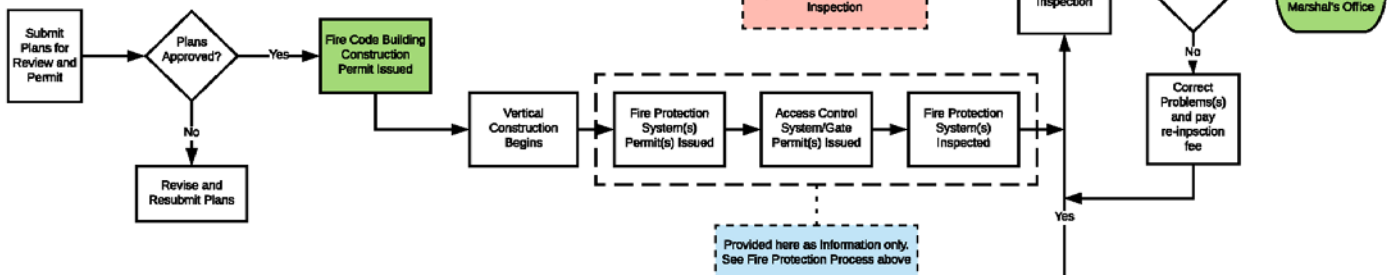 Inspection
Inspection
Marshal's Office
Submit
Plans for
Review and
Permit
Plans
Approved?
Yes
Fire Code Building
Construction
Permit Issued
No
Revise and
Resubmit Plans
Vertical
Construction
Begins
Fire Protection
System(s)
Permit(s) Issued
Access Control
System/Gate
Permit(s) Issued
Fire Protection
System(s)
Inspected
No
Correct
Problems(s)
and pay
re-inpsction
fee
Yes
Provided here as information only.
See Fire Protection Process above